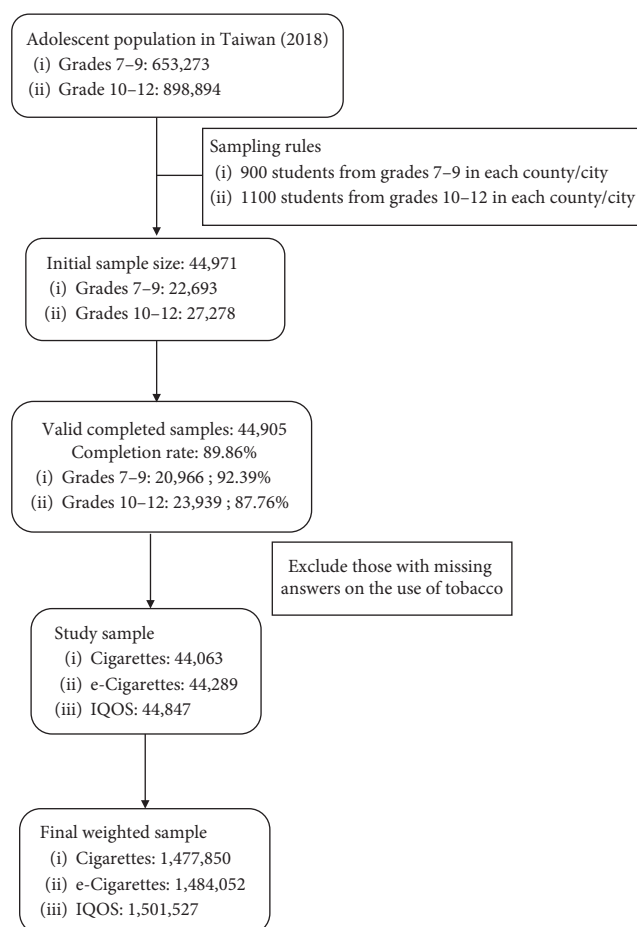 Adolescent population in Taiwan (2018)
(i) Grades 7–9: 653,273
(ii) Grade 10–12: 898,894
Sampling rules
(i) 900 students from grades 7–9 in each county/city
(ii) 1100 students from grades 10–12 in each county/city
Initial sample size: 44,971
(i) Grades 7–9: 22,693
(ii) Grades 10–12: 27,278
Valid completed samples: 44,905
Completion rate: 89.86%
(i) Grades 7–9: 20,966 ; 92.39%
(ii) Grades 10–12: 23,939 ; 87.76%
Exclude those with missing
answers on the use of tobacco
Study sample
(i) Cigarettes: 44,063
(ii) e-Cigarettes: 44,289
(iii) IQOS: 44,847
Final weighted sample
(i) Cigarettes: 1,477,850
(ii) e-Cigarettes: 1,484,052
(iii) IQOS: 1,501,527